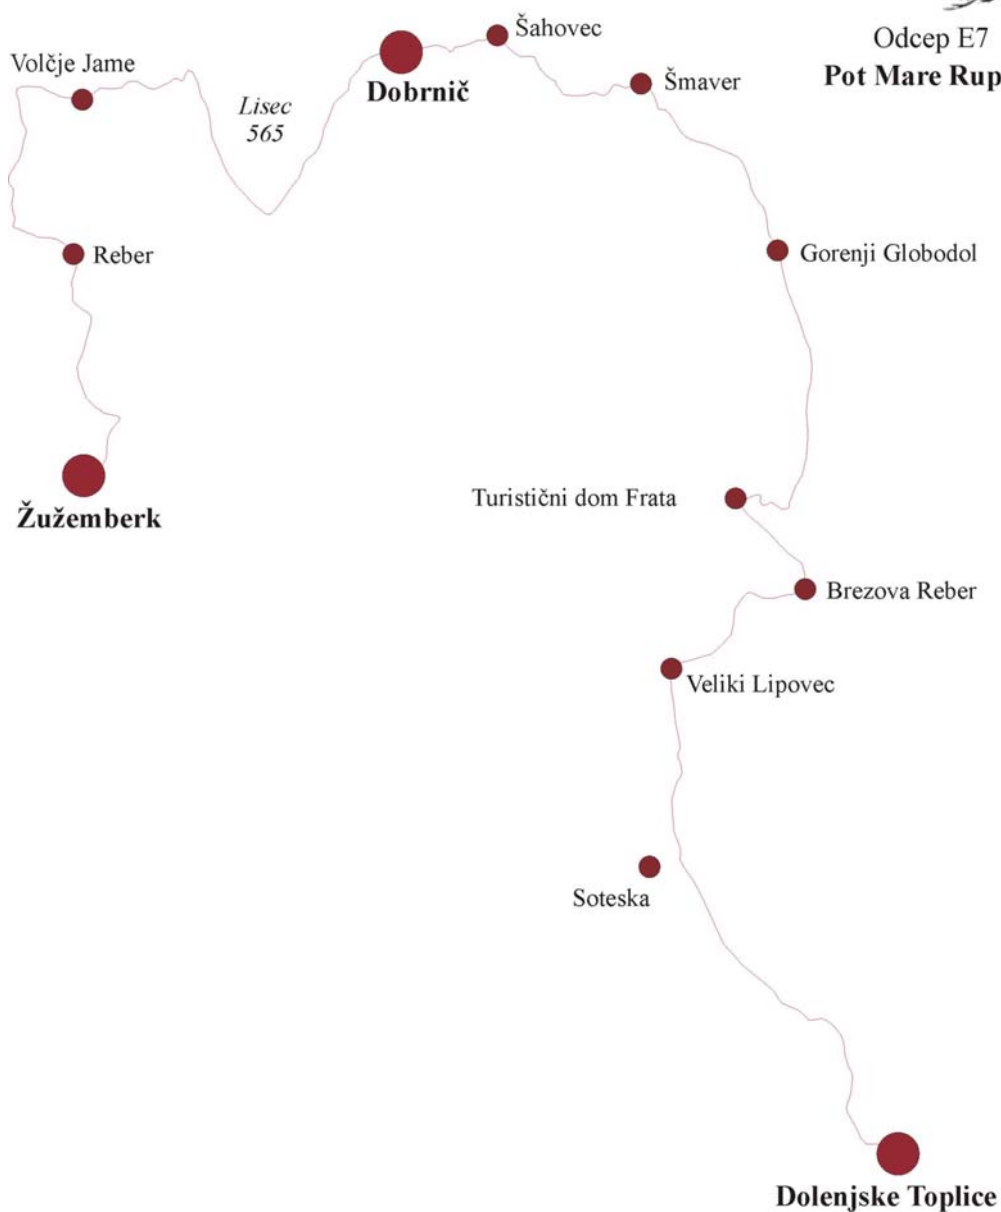 Odcep E7
Pot Mare Rup
Šahovec
Volčje Jame
Dobrnič
Šmaver
Lisec
565
Reber
Gorenji Globodol
Žužemberk
Turistični dom Frata
Brezova Reber
Veliki Lipovec
Soteska
Dolenjske Toplice